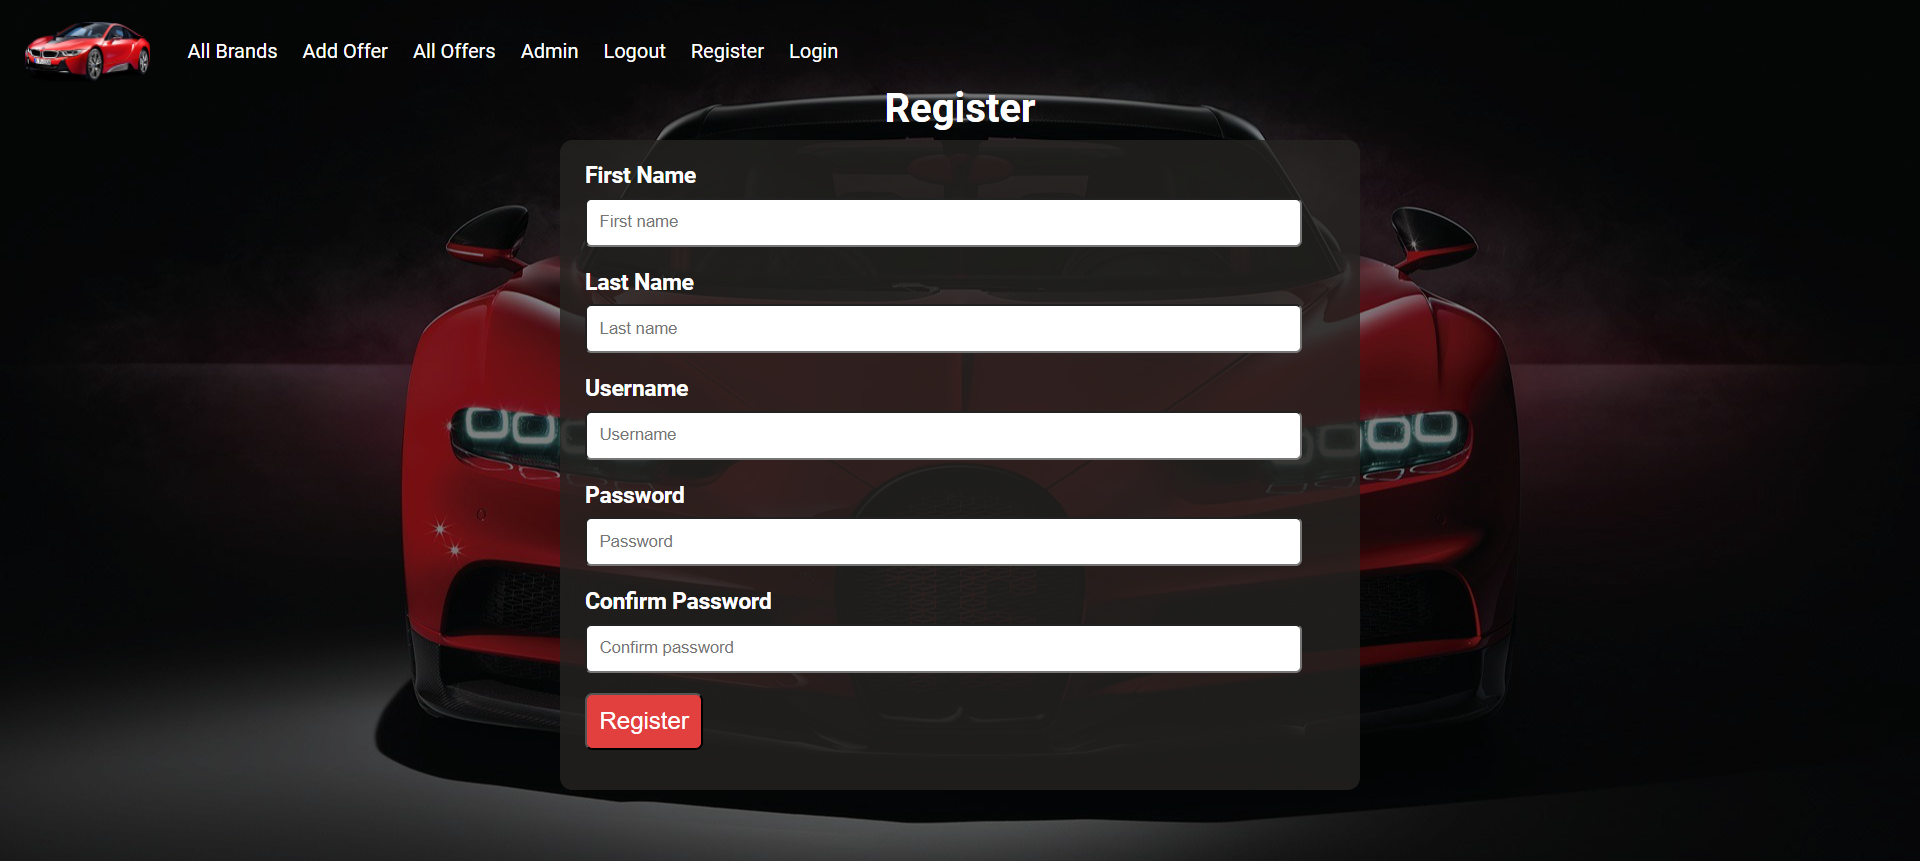 All Brands Add Offer All Offers Admin Logout Register Login
Register
First Name
First name
Last Name
Last name
Username
Username
Password
Password
Confirm Password
Confirm password
Register